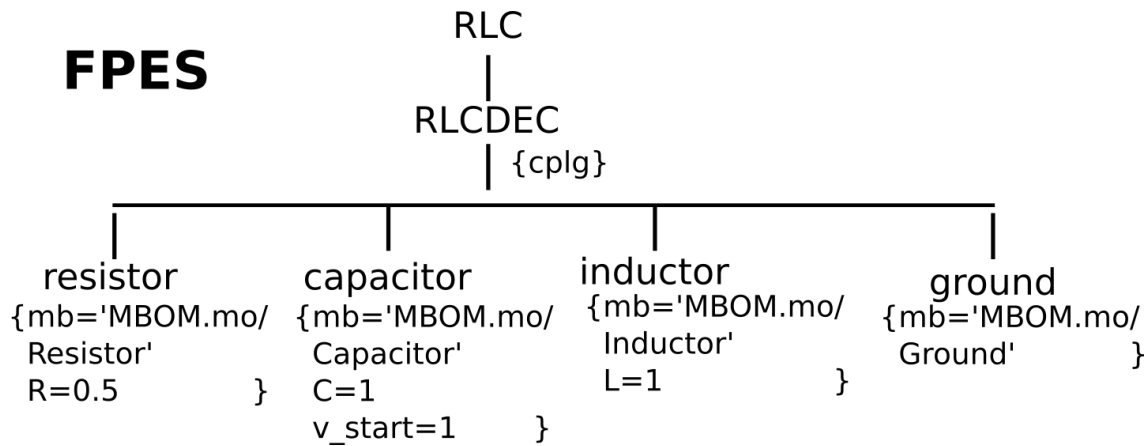 RLC
FPES
RLCDEC
{cplg}
resistor
{mb='MBOM.mo/
Resistor'
R=0.5 }
capacitor
{mb='MBOM.mo/
Capacitor'
C=1
v_start=1 }
inductor
{mb='MBOM.mo/
Inductor'
L=1 }
ground
{mb='MBOM.mo/
Ground' }